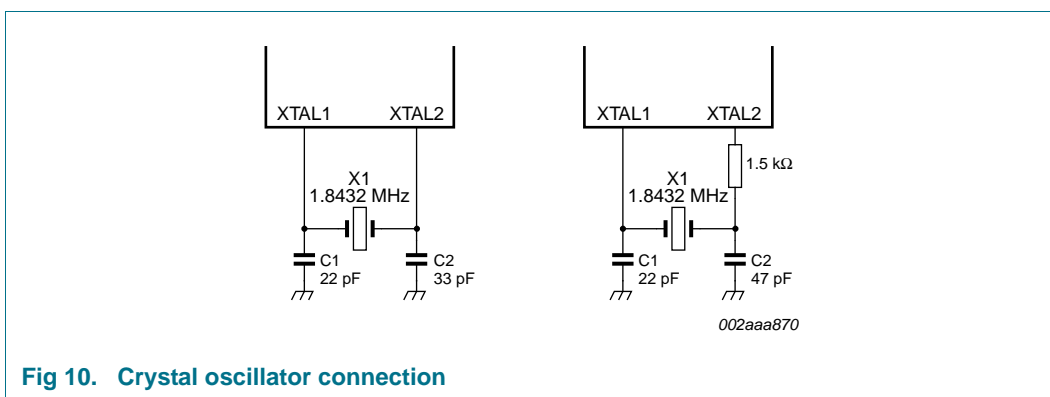 XTAL1 XTAL2
X1
1.8432 MHz
C1
22 pF
C2
33 pF
XTAL1 XTAL2
1.5 kΩ
X1
1.8432 MHz
C1
22 pF
C2
47 pF
002aaa870
Fig 10. Crystal oscillator connection